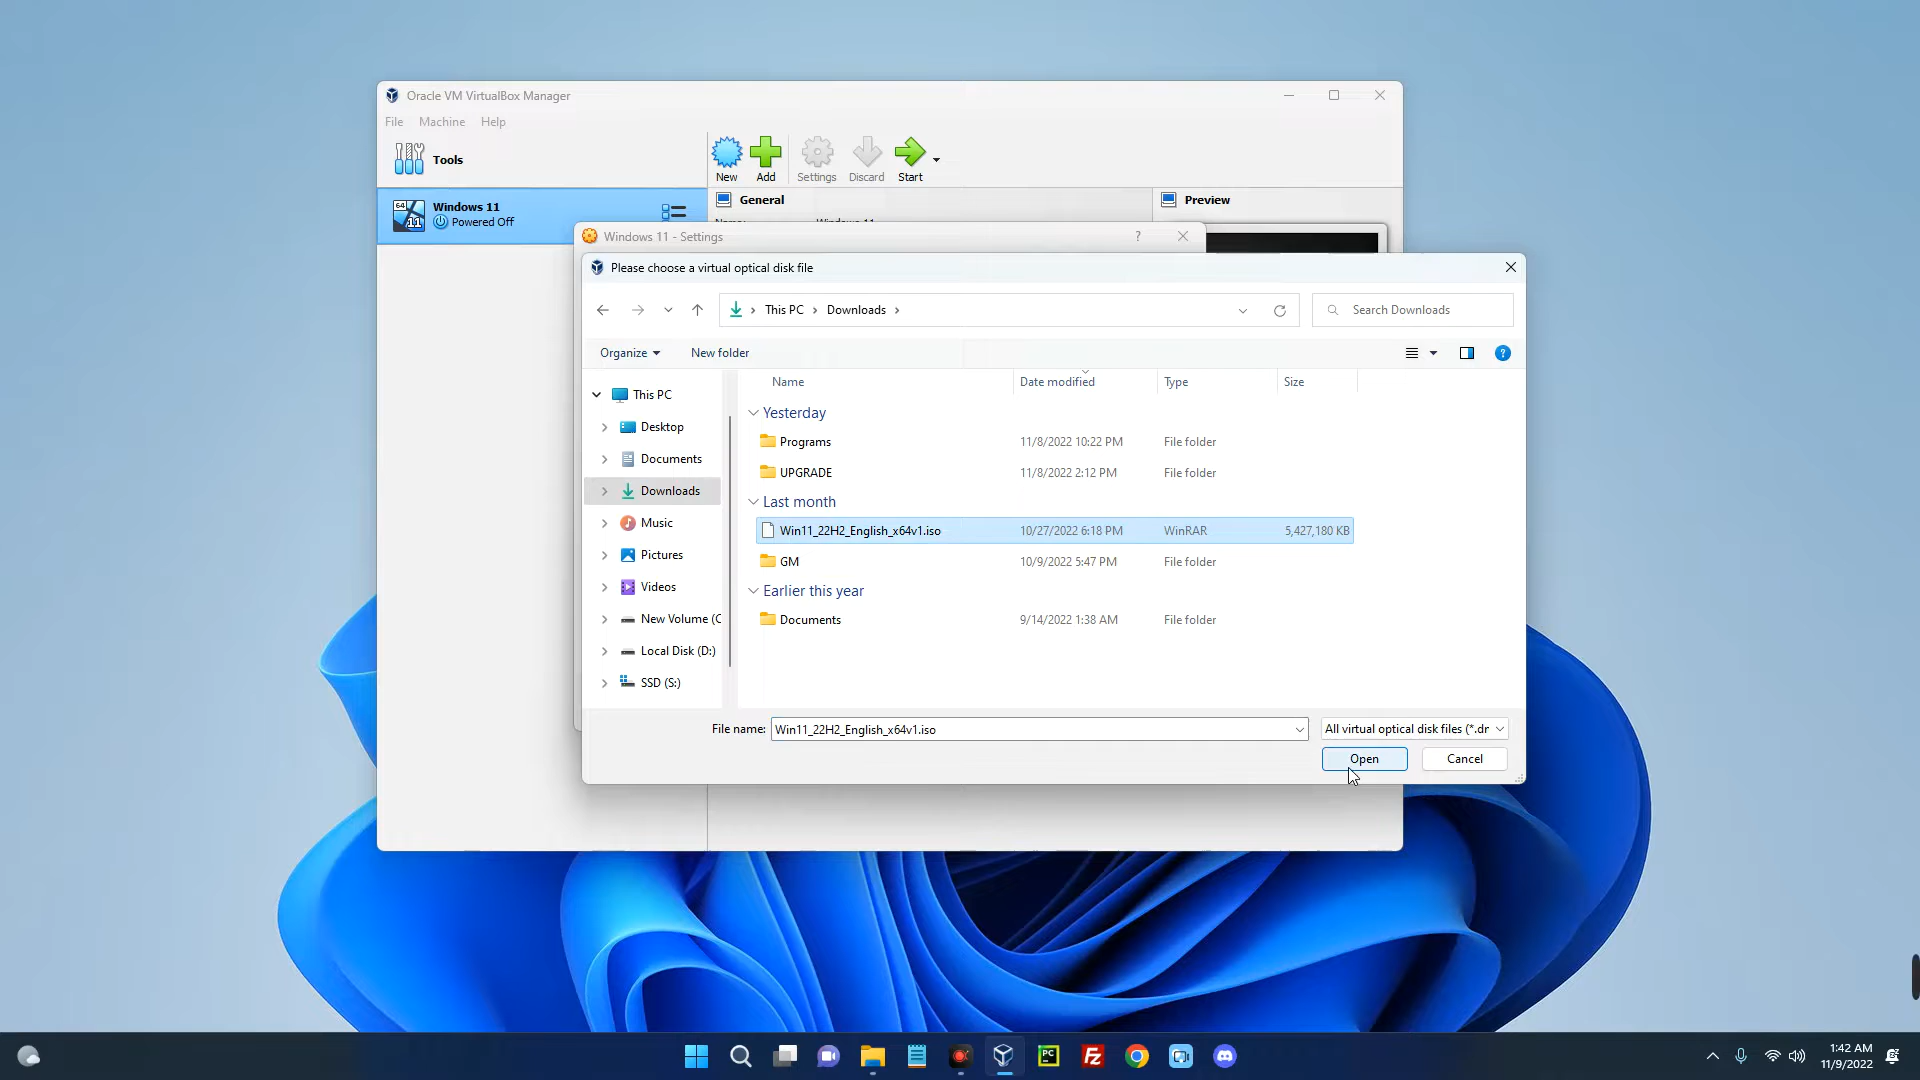 Oracle VM VirtualBox Manager
File Machine Help
Tools
New Add Settings Discard Start
Windows 11
Powered Off
64
11
General
Preview
Windows 11 - Settings
?
Please choose a virtual optical disk file
This PC > Downloads >
Search Downloads
Organize
New folder
?
This PC
Desktop
Documents
Downloads
Music
Pictures
Videos
New Volume (C
Local Disk (D:)
SSD (S:)
Name Date modified Type Size
Yesterday
Programs 11/8/2022 10:22 PM File folder
UPGRADE 11/8/2022 2:12 PM File folder
Last month
Win11_22H2_English_x64v1.iso 10/27/2022 6:18 PM WinRAR 5,427,180 KB
GM 10/9/2022 5:47 PM File folder
Earlier this year
Documents 9/14/2022 1:38 AM File folder
File name: Win11_22H2_English_x64v1.iso
All virtual optical disk files (*.dr
Open
Cancel
PC
Fz
1:42 AM
11/9/2022